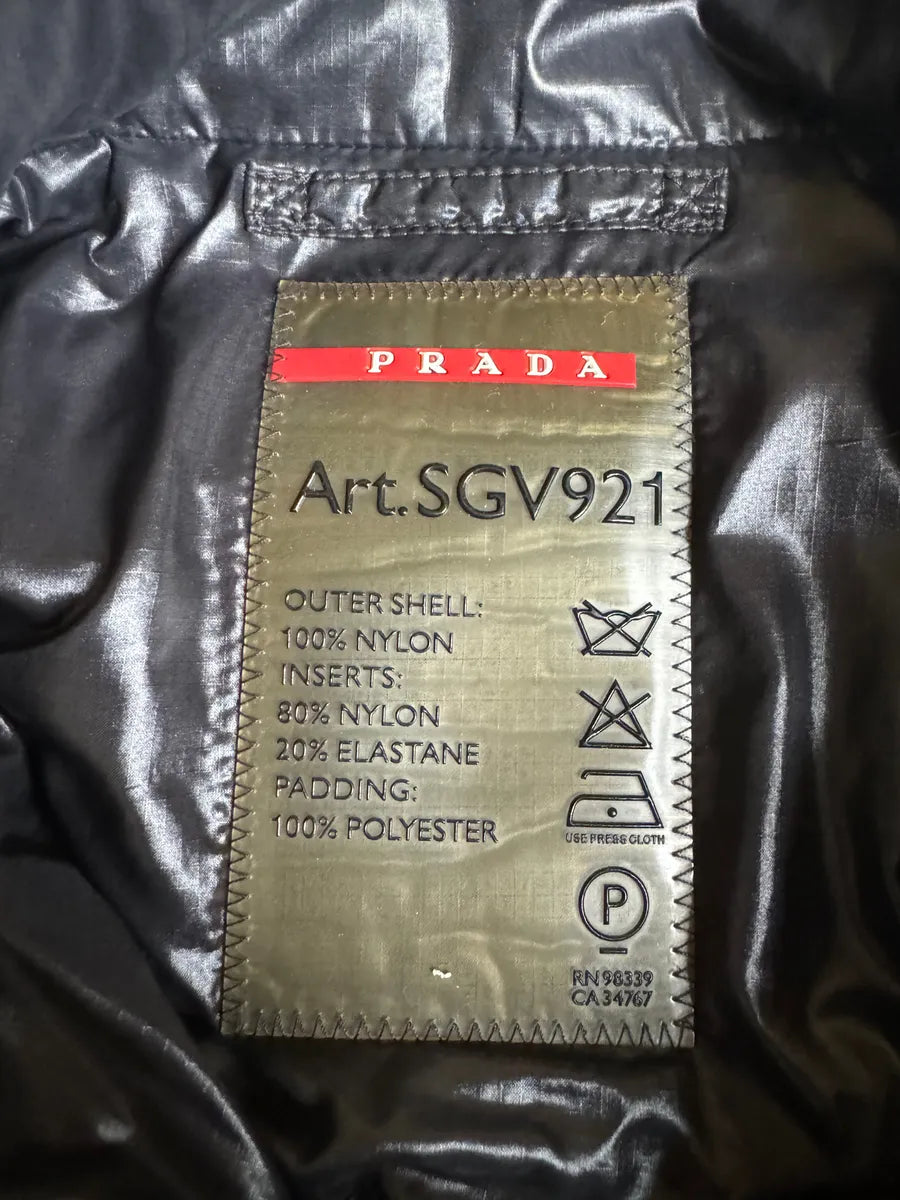 PRADA
Art.SGV921
OUTER SHELL:
100% NYLON
INSERTS:
80% NYLON
20% ELASTANE
PADDING:
100% POLYESTER
USE PRESS CLOTH
P
RN 98339
CA 34767